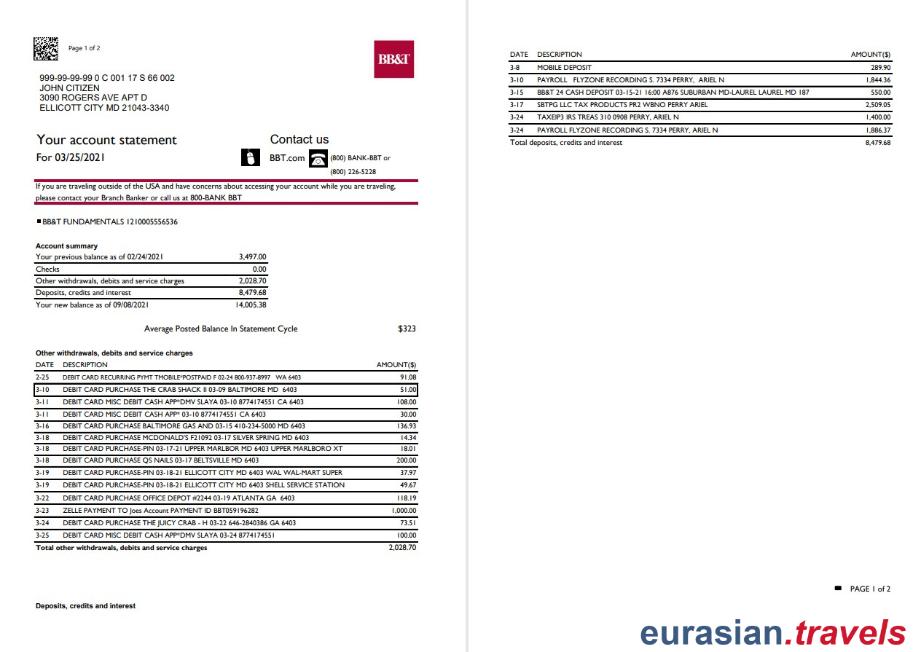 Page 1 of 2
BB&T
999-99-99-99 0 C 001 17 S 66 002
JOHN CITIZEN
3090 ROGERS AVE APT D
ELLICOTT CITY MD 21043-3340
Your account statement
For 03/25/2021
Contact us
BBT.com (800) BANK-BBT or
(800) 226-5228
If you are traveling outside of the USA and have concerns about accessing your account while you are traveling,
please contact your Branch Banker or call us at 800-BANK BBT
BB&T FUNDAMENTALS 1210005556536
Account summary
Your previous balance as of 02/24/2021 3,497.00
Checks 0.00
Other withdrawals, debits and service charges 2,028.70
Deposits, credits and interest 8,479.68
Your new balance as of 09/08/2021 14,005.38
Average Posted Balance In Statement Cycle $323
Other withdrawals, debits and service charges
DATE DESCRIPTION AMOUNT($)
2-25 DEBIT CARD RECURRING PYMT TMOBILE*POSTPAID F 02-24 800-937-8997 WA 6403 91.08
3-10 DEBIT CARD PURCHASE THE CRAB SHACK II 03-09 BALTIMORE MD 6403 51.00
3-11 DEBIT CARD MISC DEBIT CASH APP*DMV SLAYA 03-10 8774174551 CA 6403 108.00
3-11 DEBIT CARD MISC DEBIT CASH APP* 03-10 8774174551 CA 6403 30.00
3-16 DEBIT CARD PURCHASE BALTIMORE GAS AND 03-15 410-234-5000 MD 6403 136.93
3-18 DEBIT CARD PURCHASE MCDONALD'S F21092 03-17 SILVER SPRING MD 6403 14.34
3-18 DEBIT CARD PURCHASE-PIN 03-17-21 UPPER MARLBOR MD 6403 UPPER MARLBORO XT 18.01
3-18 DEBIT CARD PURCHASE QS NAILS 03-17 BELTSVILLE MD 6403 200.00
3-19 DEBIT CARD PURCHASE-PIN 03-18-21 ELLICOTT CITY MD 6403 WAL WAL-MART SUPER 37.97
3-19 DEBIT CARD PURCHASE-PIN 03-18-21 ELLICOTT CITY MD 6403 SHELL SERVICE STATION 49.67
3-22 DEBIT CARD PURCHASE OFFICE DEPOT #2244 03-19 ATLANTA GA 6403 118.19
3-23 ZELLE PAYMENT TO Joes Account PAYMENT ID BBT059196282 1,000.00
3-24 DEBIT CARD PURCHASE THE JUICY CRAB - H 03-22 646-2840386 GA 6403 73.51
3-25 DEBIT CARD MISC DEBIT CASH APP*DMV SLAYA 03-24 8774174551 100.00
Total other withdrawals, debits and service charges 2,028.70
Deposits, credits and interest
DATE DESCRIPTION AMOUNT($)
3-8 MOBILE DEPOSIT 289.90
3-10 PAYROLL FLYZONE RECORDING S. 7334 PERRY, ARIEL N 1,844.36
3-15 BB&T 24 CASH DEPOSIT 03-15-21 16:00 A876 SUBURBAN MD-LAUREL LAUREL MD 187 550.00
3-17 SBTPG LLC TAX PRODUCTS PR2 WBNO PERRY ARIEL 2,509.05
3-24 TAXEIP3 IRS TREAS 310 0908 PERRY, ARIEL N 1,400.00
3-24 PAYROLL FLYZONE RECORDING S. 7334 PERRY, ARIEL N 1,886.37
Total deposits, credits and interest 8,479.68
PAGE 1 of 2
eurasian.travels